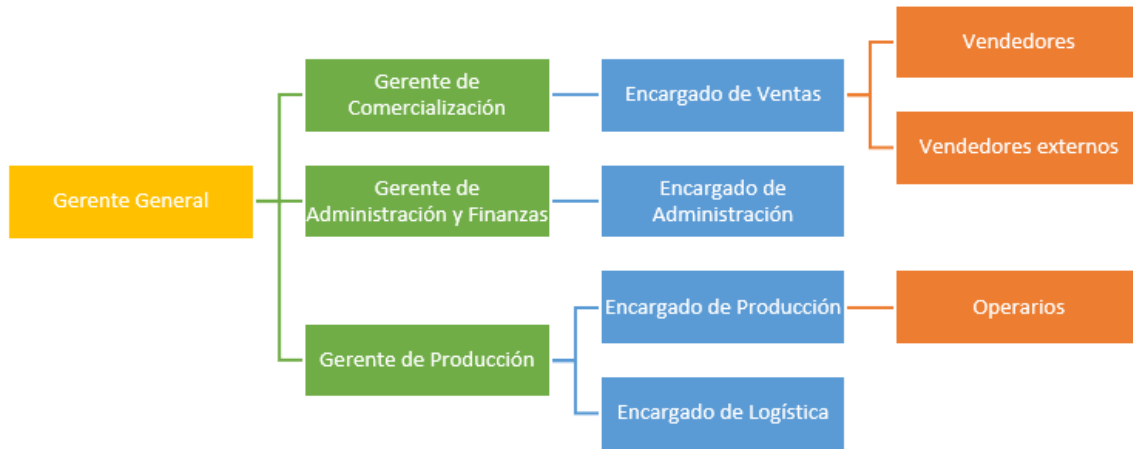 Gerente General
Gerente de
Comercialización
Gerente de
Administración y Finanzas
Gerente de Producción
Encargado de Ventas
Encargado de
Administración
Encargado de Producción
Encargado de Logística
Vendedores
Vendedores externos
Operarios